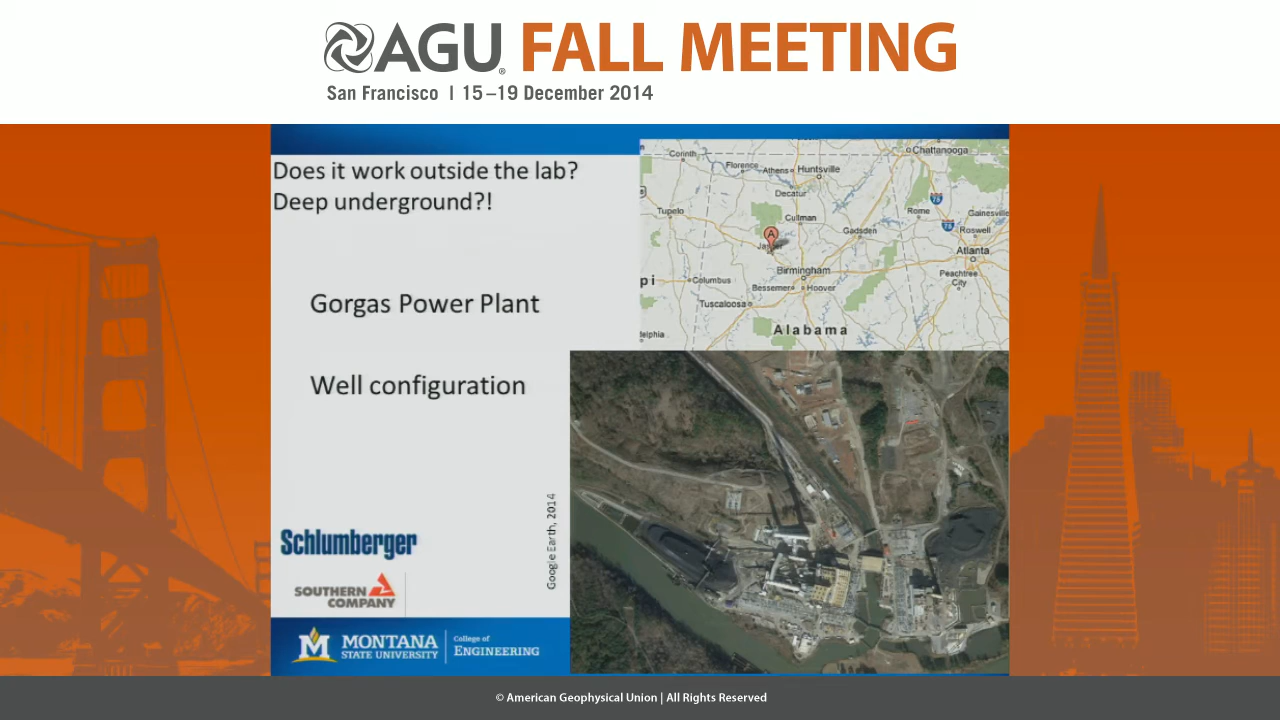 AGU® FALL MEETING
San Francisco | 15–19 December 2014
Does it work outside the lab?
Deep underground?!
Gorgas Power Plant
Well configuration
Google Earth, 2014
Schlumberger
SOUTHERN
COMPANY
M MONTANA
STATE UNIVERSITY
College of
ENGINEERING
Corinth
Chattanooga
Florence
Athens
Huntsville
Decatur
Tupelo
Cullman
Rome
Gainesville
Gadsden
Roswell
A
Jasper
Atlanta
Birmingham
Peachtree
City
pi
Columbus
Bessemer
Hoover
Tuscaloosa
Alabama
delphia
© American Geophysical Union | All Rights Reserved